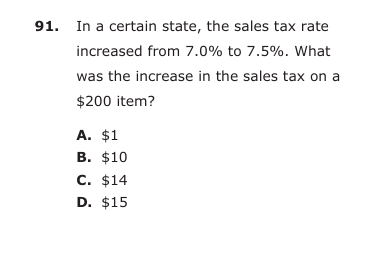 91. In a certain state, the sales tax rate
increased from 7.0% to 7.5%. What
was the increase in the sales tax on a
$200 item?
A. $1
B. $10
C. $14
D. $15